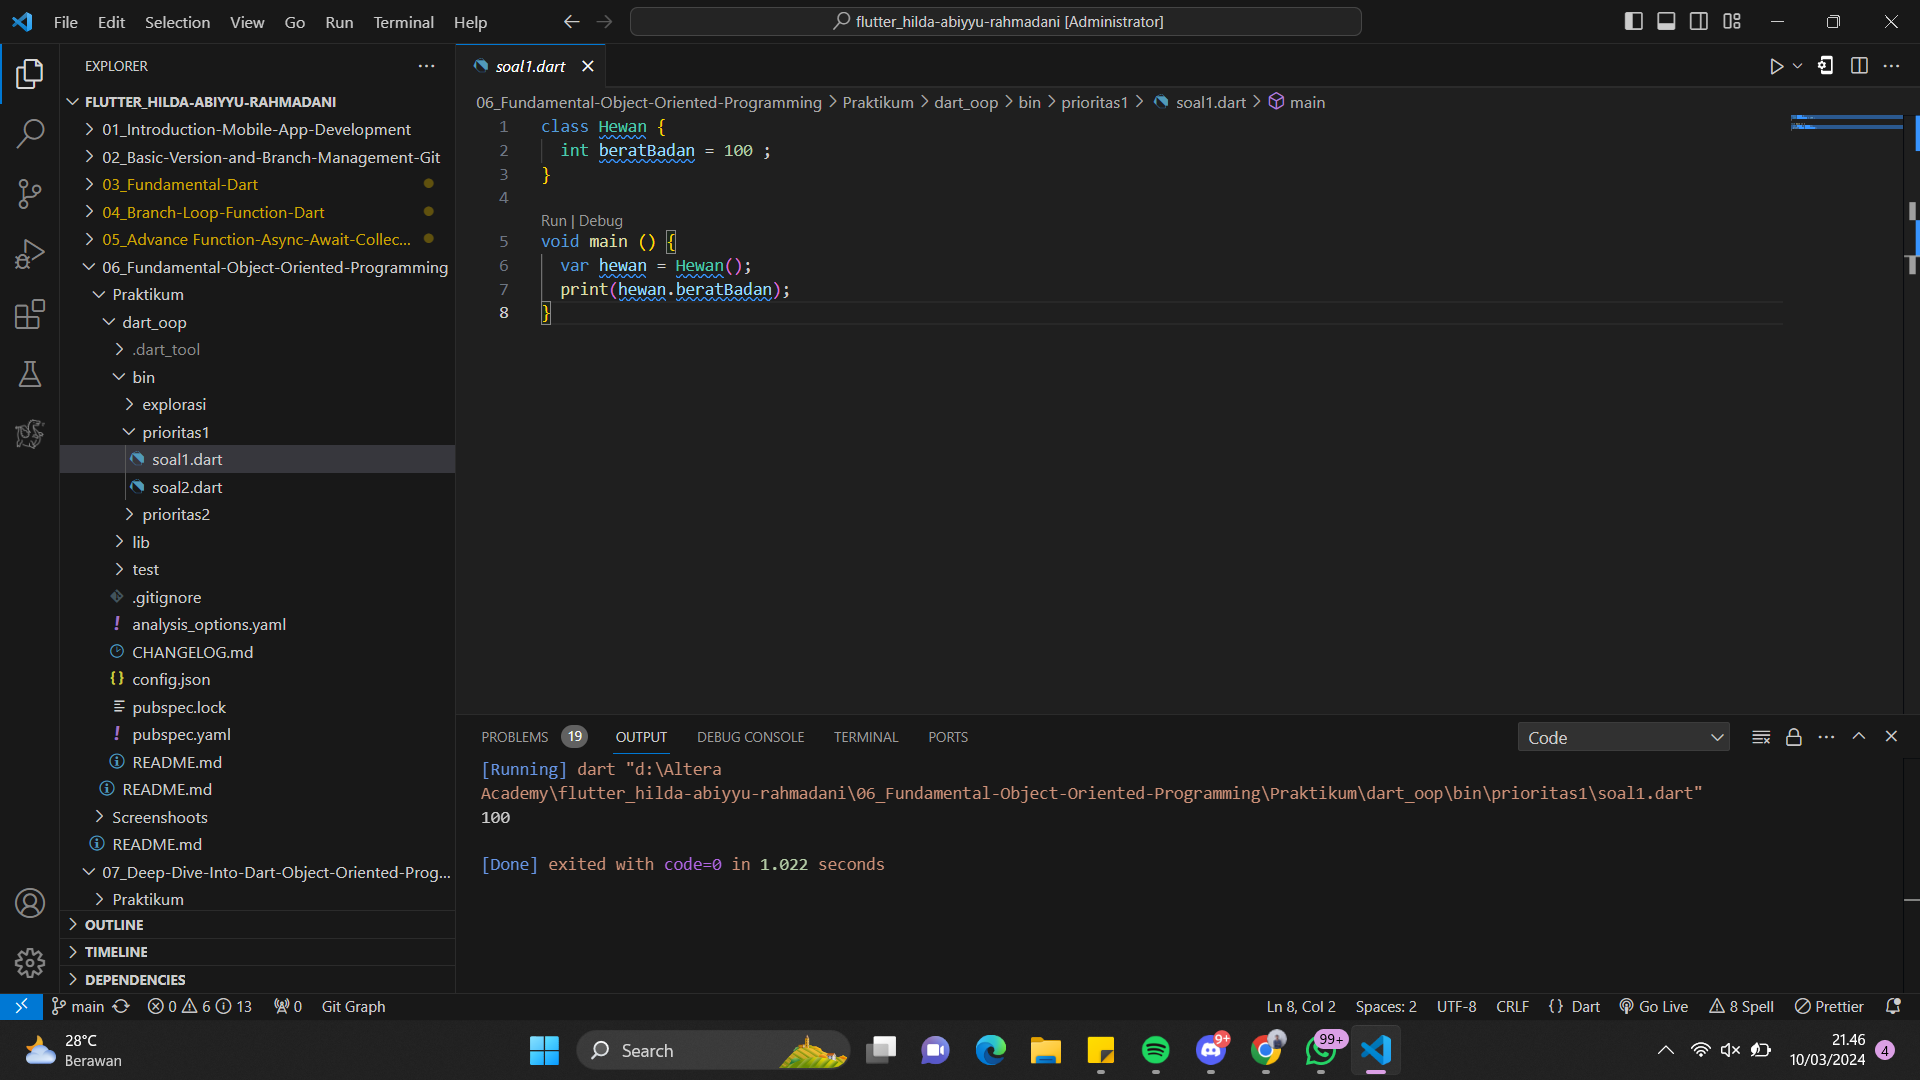 File Edit Selection View Go Run Terminal Help
flutter_hilda-abiyyu-rahmadani [Administrator]
EXPLORER
FLUTTER_HILDA-ABIYYU-RAHMADANI
01_Introduction-Mobile-App-Development
02_Basic-Version-and-Branch-Management-Git
03_Fundamental-Dart
04_Branch-Loop-Function-Dart
05_Advance Function-Async-Await-Collec...
06_Fundamental-Object-Oriented-Programming
Praktikum
dart_oop
.dart_tool
bin
explorasi
prioritas1
soal1.dart
soal2.dart
prioritas2
lib
test
.gitignore
analysis_options.yaml
CHANGELOG.md
config.json
pubspec.lock
pubspec.yaml
README.md
README.md
Screenshoots
README.md
07_Deep-Dive-Into-Dart-Object-Oriented-Prog...
Praktikum
OUTLINE
TIMELINE
DEPENDENCIES
soal1.dart
06_Fundamental-Object-Oriented-Programming > Praktikum > dart_oop > bin > prioritas1 > soal1.dart > main
1 class Hewan {
2 int beratBadan = 100 ;
3 }
4
Run | Debug
5 void main () {
6 var hewan = Hewan();
7 print(hewan.beratBadan);
8 }
PROBLEMS 19 OUTPUT DEBUG CONSOLE TERMINAL PORTS
Code
[Running] dart "d:\Altera
Academy\flutter_hilda-abiyyu-rahmadani\06_Fundamental-Object-Oriented-Programming\Praktikum\dart_oop\bin\prioritas1\soal1.dart"
100
[Done] exited with code=0 in 1.022 seconds
main 0 6 13 0 Git Graph
Ln 8, Col 2 Spaces: 2 UTF-8 CRLF {} Dart Go Live 8 Spell Prettier
28°C
Berawan
Search
9+
99+
21.46
10/03/2024
4